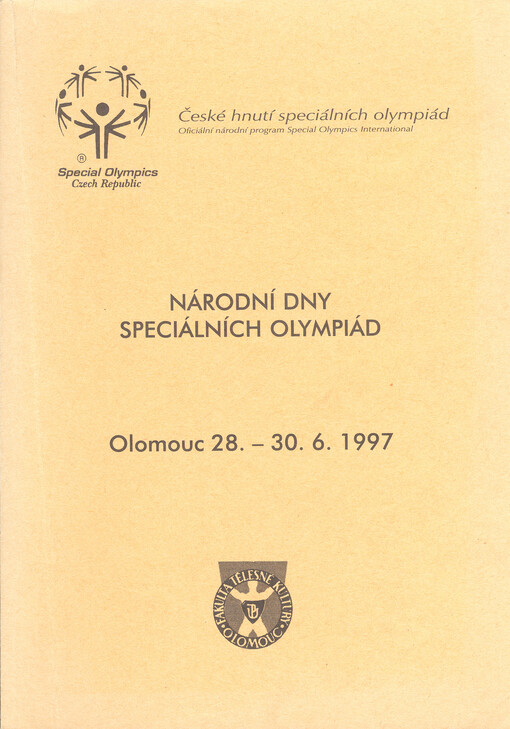 České hnutí speciálních olympiád
Oficiální národní program Special Olympics International
®
Special Olympics
Czech Republic
NÁRODNÍ DNY
SPECIÁLNÍCH OLYMPIÁD
Olomouc 28. – 30. 6. 1997
FAKULTA TĚLESNÉ KULTURY
OLOMOUC